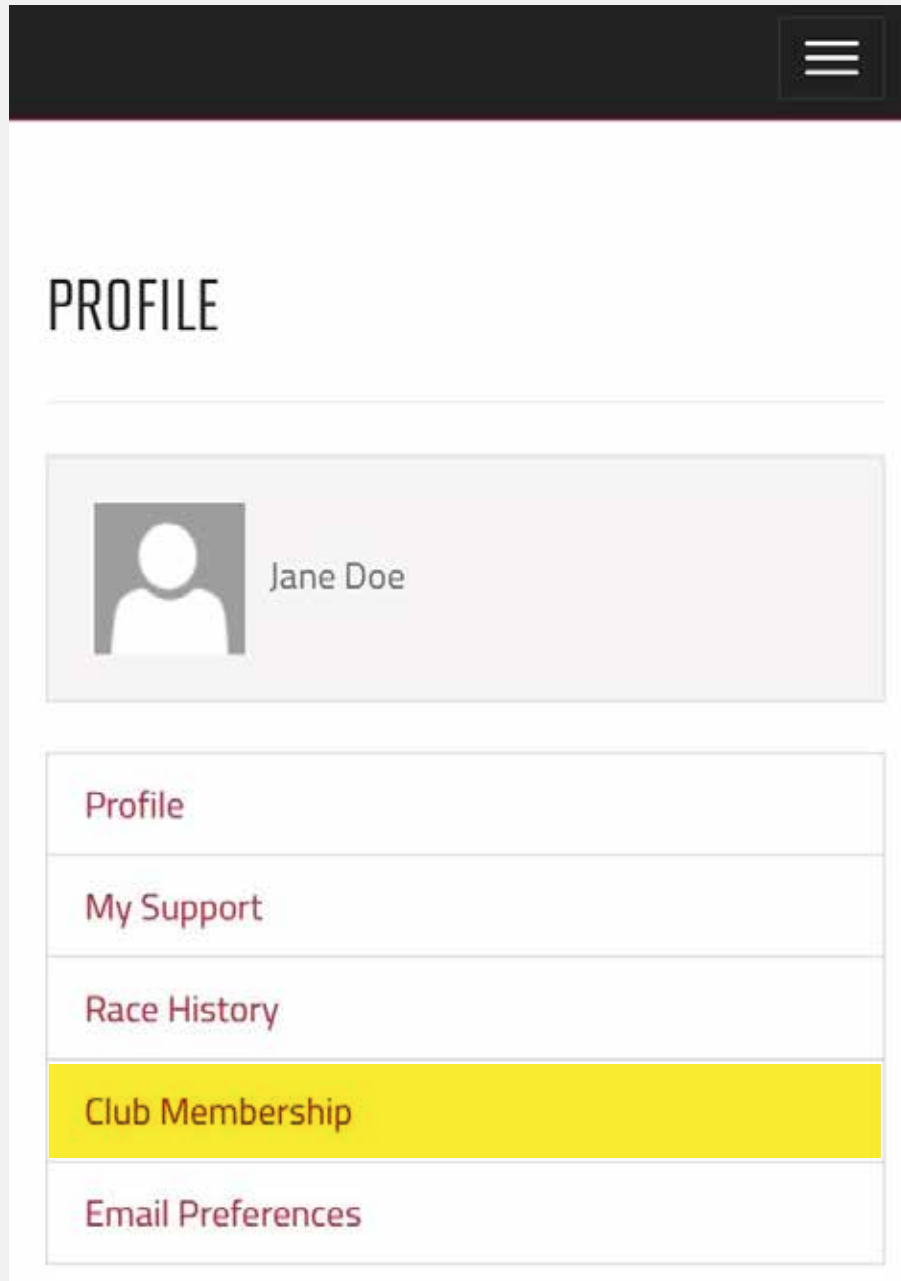 PROFILE
Jane Doe
Profile
My Support
Race History
Club Membership
Email Preferences